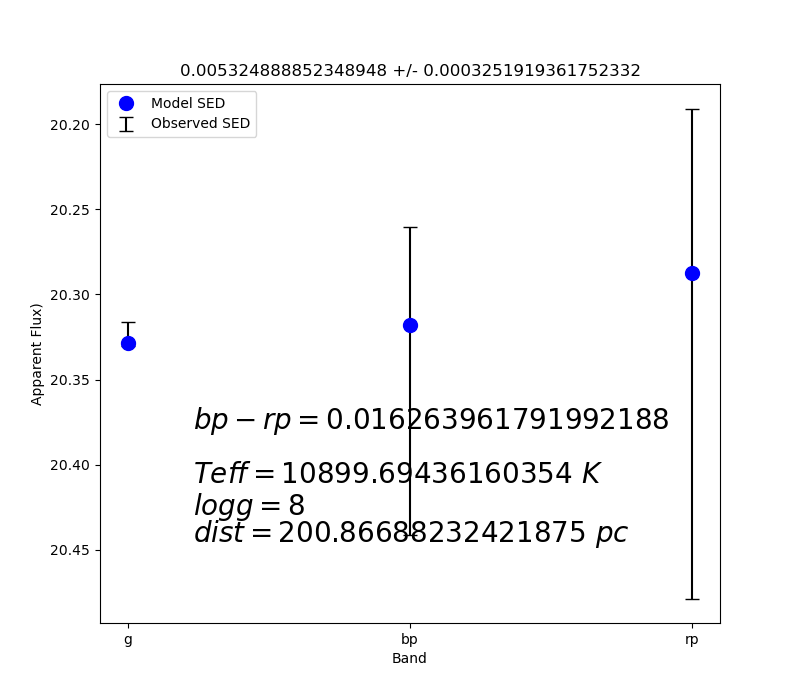 0.005324888852348948 +/- 0.0003251919361752332
Model SED
Observed SED
20.20
20.25
20.30
20.35
20.40
20.45
Apparent Flux)
bp − rp = 0.016263961791992188
Teff = 10899.69436160354 K
logg = 8
dist = 200.86688232421875 pc
g
bp
rp
Band